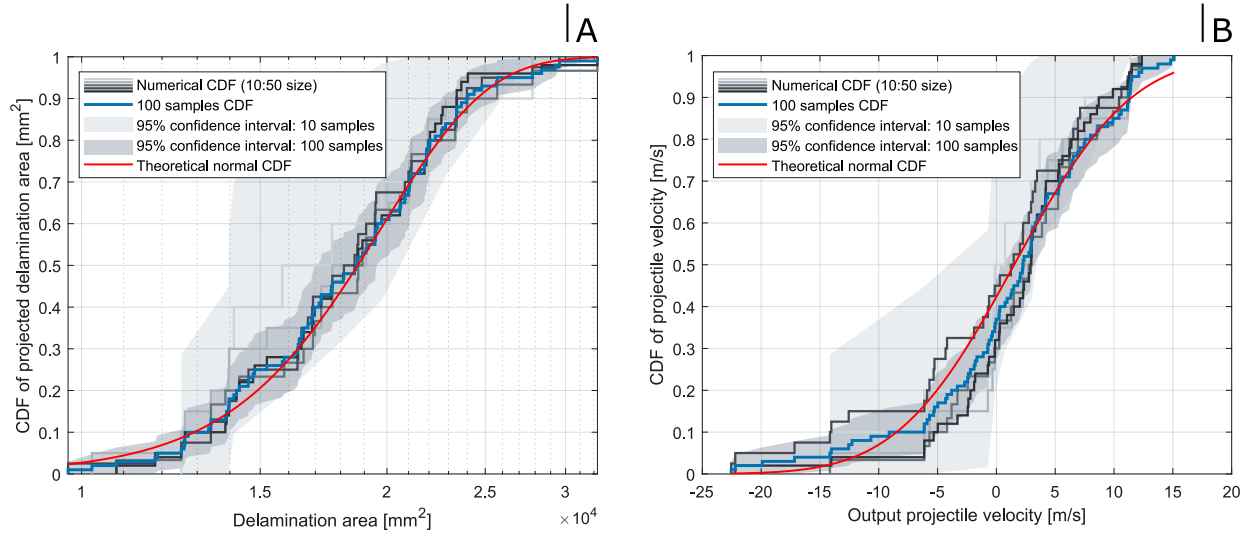 A
1
0.9
0.8
0.7
0.6
0.5
0.4
0.3
0.2
0.1
0
CDF of projected delamination area [mm²]
Numerical CDF (10:50 size)
100 samples CDF
95% confidence interval: 10 samples
95% confidence interval: 100 samples
Theoretical normal CDF
1 1.5 2 2.5 3
Delamination area [mm²]
×10⁴
B
1
0.9
0.8
0.7
0.6
0.5
0.4
0.3
0.2
0.1
0
CDF of projectile velocity [m/s]
Numerical CDF (10:50 size)
100 samples CDF
95% confidence interval: 10 samples
95% confidence interval: 100 samples
Theoretical normal CDF
-25 -20 -15 -10 -5 0 5 10 15 20
Output projectile velocity [m/s]